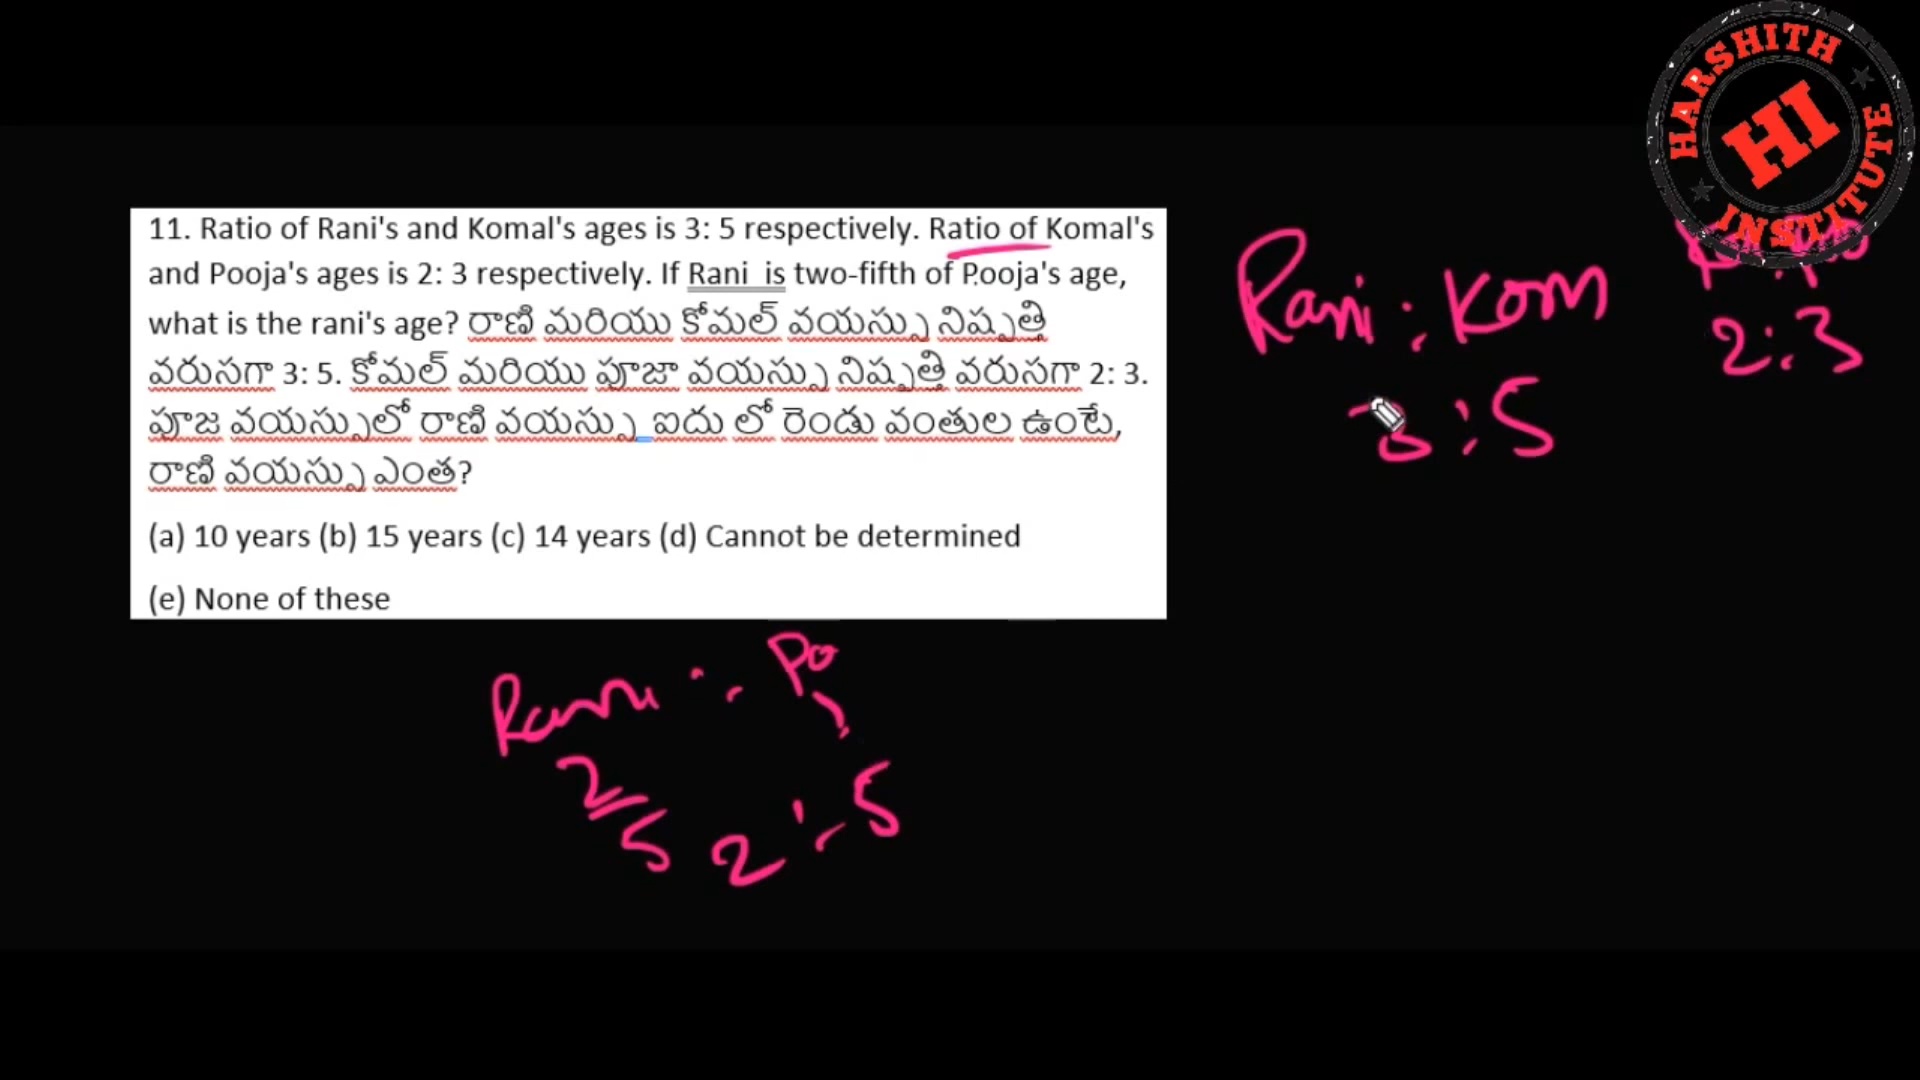 HARSHITH
HI
INSTITUTE
11. Ratio of Rani's and Komal's ages is 3: 5 respectively. Ratio of Komal's
and Pooja's ages is 2: 3 respectively. If Rani is two-fifth of P.ooja's age,
what is the rani's age? రాణి మరియు కోమల్ వయస్సు నిష్పత్తి
వరుసగా 3: 5. కోమల్ మరియు పూజా వయస్సు నిష్పత్తి వరుసగా 2: 3.
పూజ వయస్సులో రాణి వయస్సు ఐదు లో రెండు వంతుల ఉంటే,
రాణి వయస్సు ఎంత?
(a) 10 years (b) 15 years (c) 14 years (d) Cannot be determined
(e) None of these
Rani : Kom
3 : 5
2 : 3
Rani : Po
2/5 2 : 5